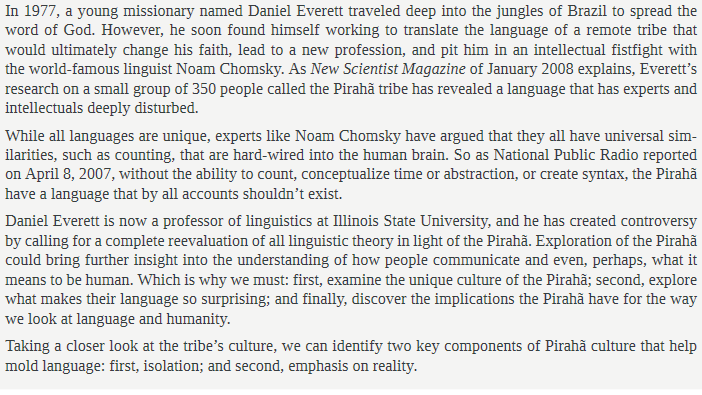 In 1977, a young missionary named Daniel Everett traveled deep into the jungles of Brazil to spread the
word of God. However, he soon found himself working to translate the language of a remote tribe that
would ultimately change his faith, lead to a new profession, and pit him in an intellectual fistfight with
the world-famous linguist Noam Chomsky. As New Scientist Magazine of January 2008 explains, Everett’s
research on a small group of 350 people called the Pirahã tribe has revealed a language that has experts and
intellectuals deeply disturbed.
While all languages are unique, experts like Noam Chomsky have argued that they all have universal sim-
ilarities, such as counting, that are hard-wired into the human brain. So as National Public Radio reported
on April 8, 2007, without the ability to count, conceptualize time or abstraction, or create syntax, the Pirahã
have a language that by all accounts shouldn’t exist.
Daniel Everett is now a professor of linguistics at Illinois State University, and he has created controversy
by calling for a complete reevaluation of all linguistic theory in light of the Pirahã. Exploration of the Pirahã
could bring further insight into the understanding of how people communicate and even, perhaps, what it
means to be human. Which is why we must: first, examine the unique culture of the Pirahã; second, explore
what makes their language so surprising; and finally, discover the implications the Pirahã have for the way
we look at language and humanity.
Taking a closer look at the tribe’s culture, we can identify two key components of Pirahã culture that help
mold language: first, isolation; and second, emphasis on reality.